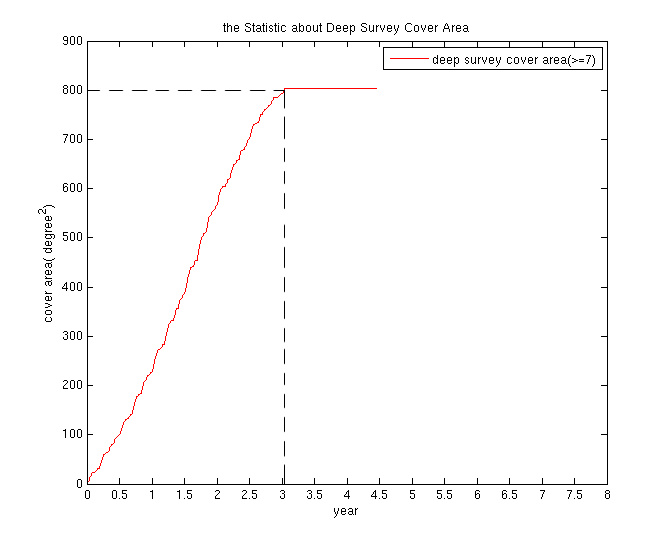 the Statistic about Deep Survey Cover Area
900
deep survey cover area(>=7)
800
700
600
500
400
300
200
100
0
cover area( degree^2)
0 0.5 1 1.5 2 2.5 3 3.5 4 4.5 5 5.5 6 6.5 7 7.5 8
year